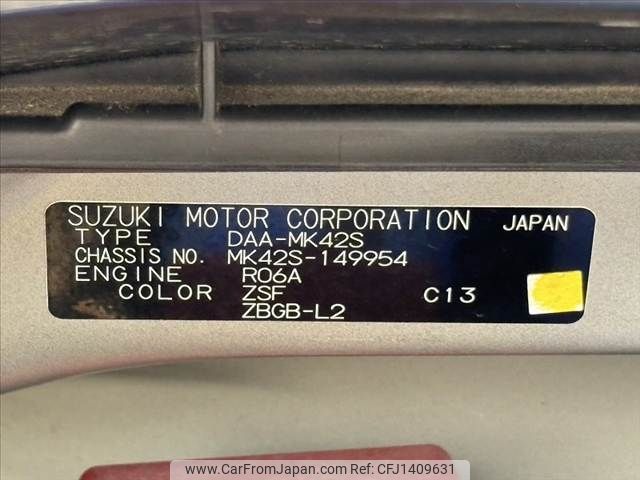 SUZUKI MOTOR CORPORATION JAPAN
TYPE DAA-MK42S
CHASSIS NO. MK42S-149954
ENGINE R06A
COLOR ZSF C13
ZBGB-L2
www.CarFromJapan.com CFJ1409631